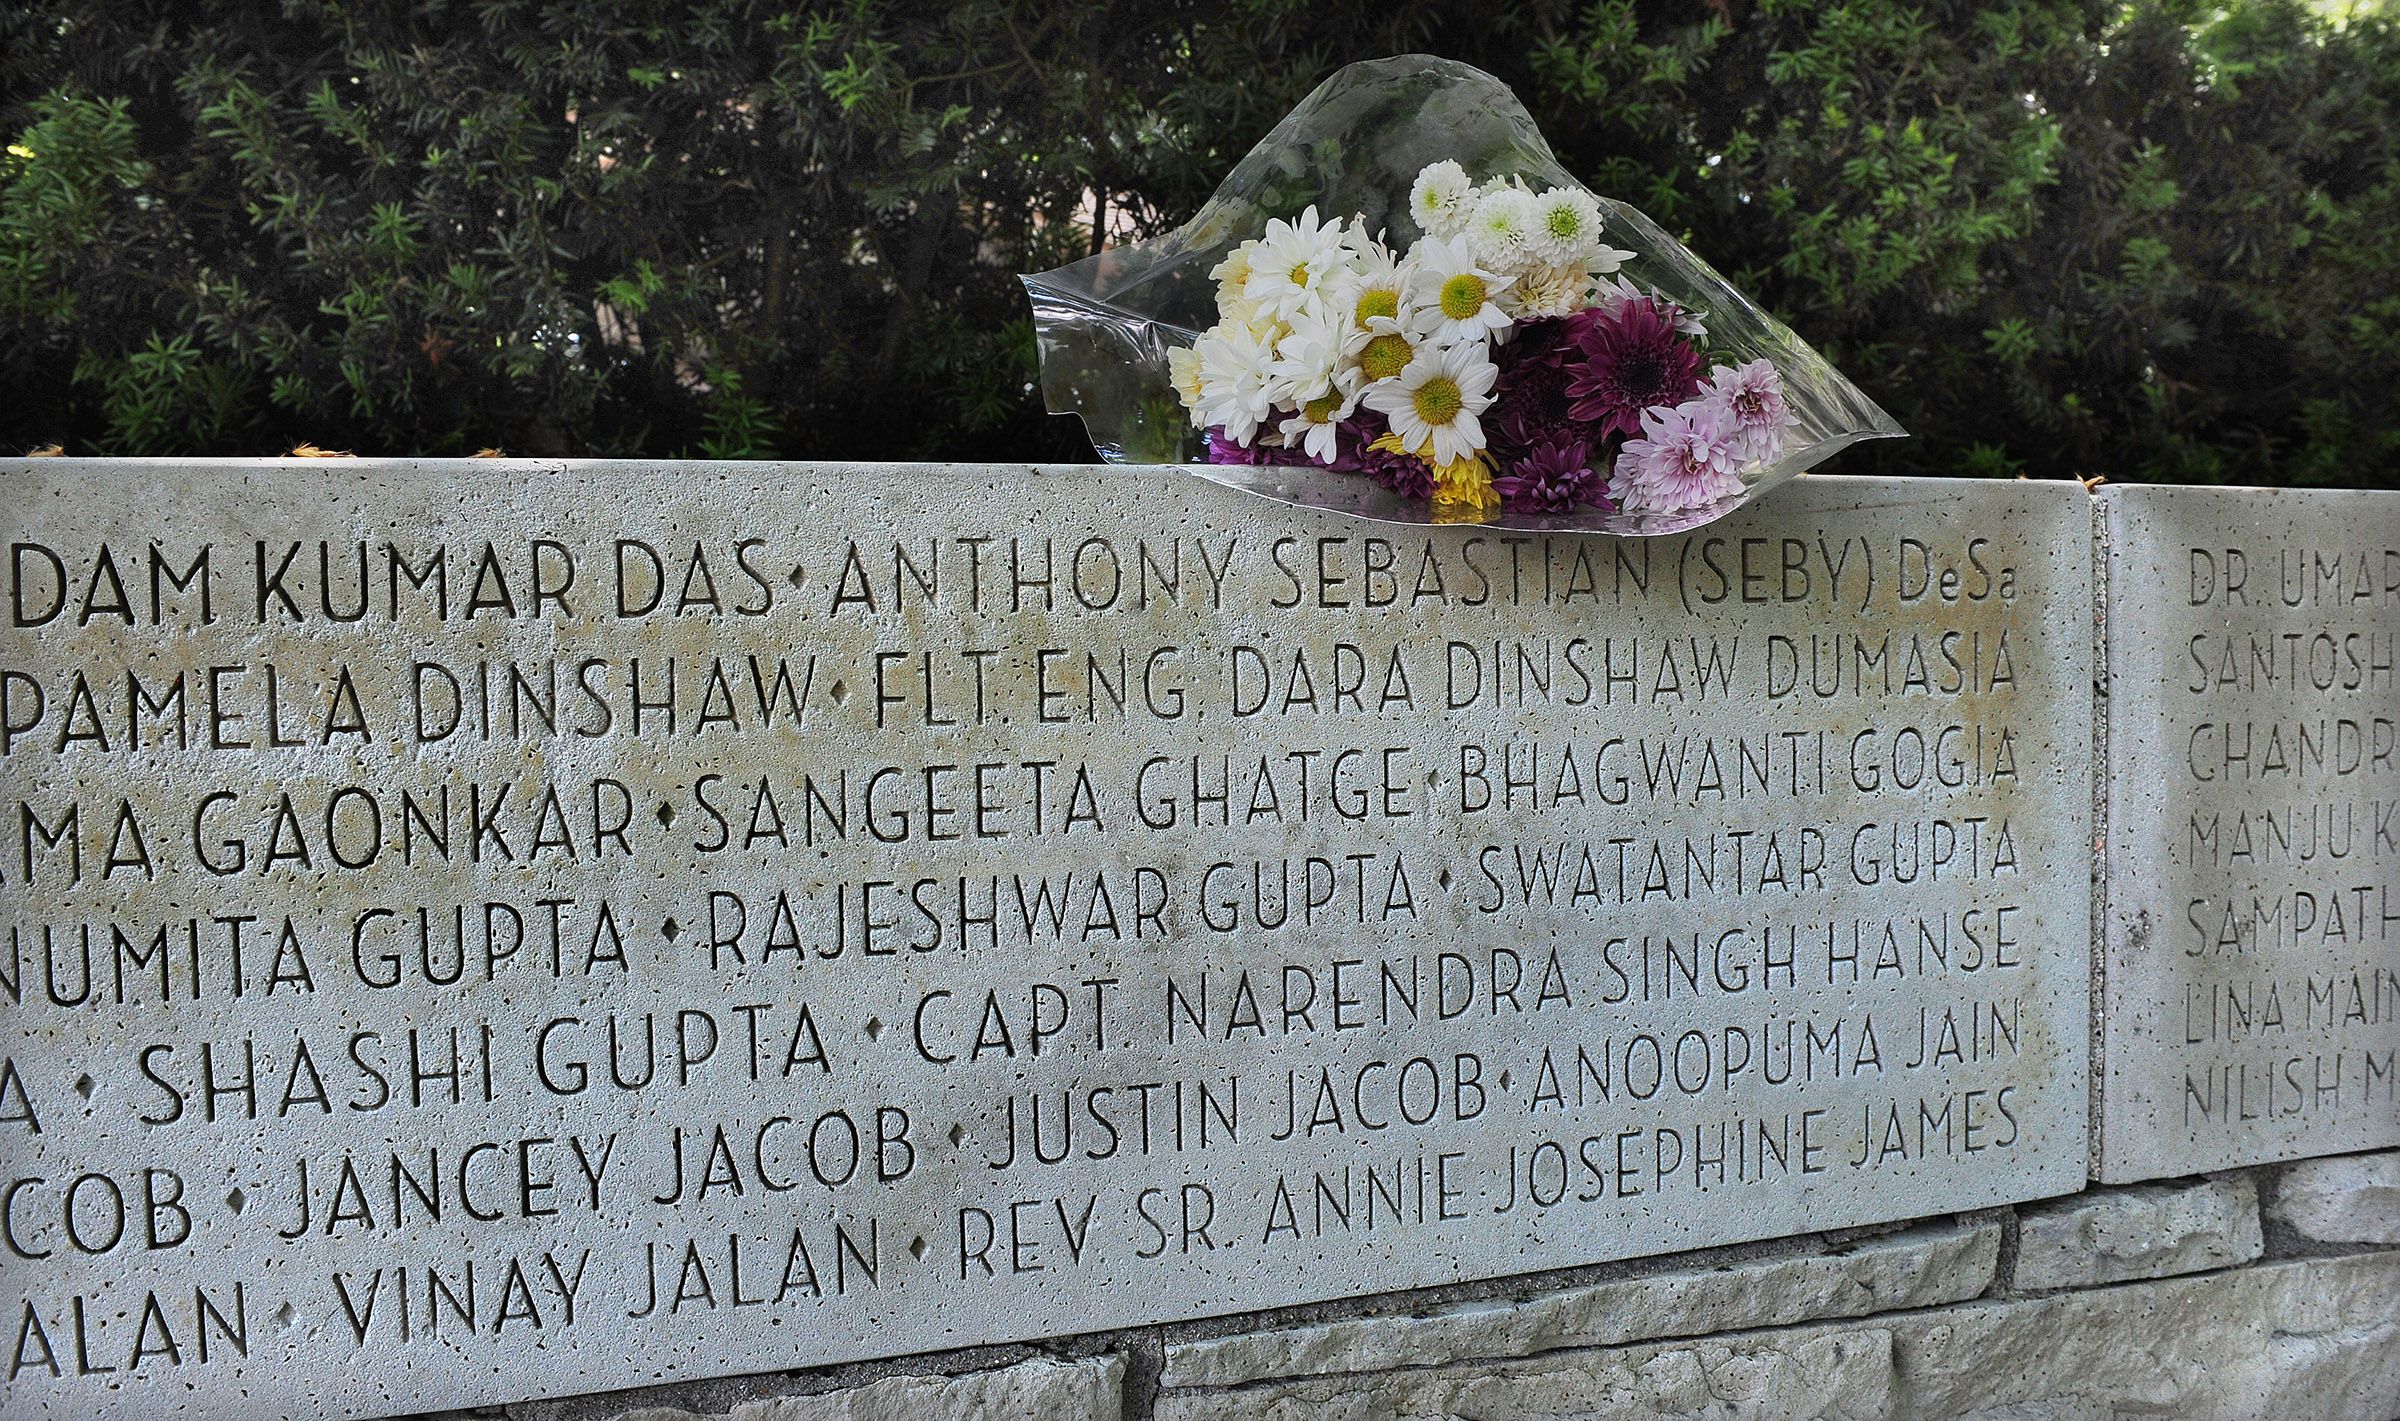 DAM KUMAR DAS · ANTHONY SEBASTIAN (SEBY) DeSa
PAMELA DINSHAW · FLT. ENG. DARA DINSHAW DUMASIA
MA GAONKAR · SANGEETA GHATGE · BHAGWANTI GOGIA
NUMITA GUPTA · RAJESHWAR GUPTA · SWATANTAR GUPTA
A · SHASHI GUPTA · CAPT. NARENDRA SINGH HANSE
COB · JANCEY JACOB · JUSTIN JACOB · ANOOPUMA JAIN
ALAN · VINAY JALAN · REV SR. ANNIE JOSEPHINE JAMES
DR. UMAR
SANTOSH
CHANDR
MANJU K
SAMPATH
LINA MAIN
NILISH M